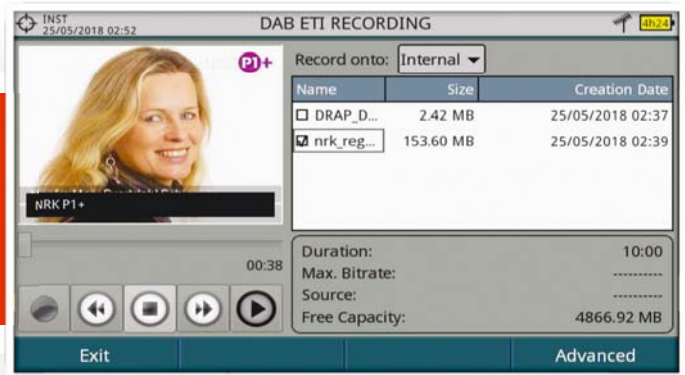 INST
25/05/2018 02:52
DAB ETI RECORDING
4h24
P1+
NRK P1+
00:38
Record onto: Internal
Name Size Creation Date
DRAP_D... 2.42 MB 25/05/2018 02:37
nrk_reg... 153.60 MB 25/05/2018 02:39
Duration: 10:00
Max. Bitrate: ----------
Source: ----------
Free Capacity: 4866.92 MB
Exit Advanced